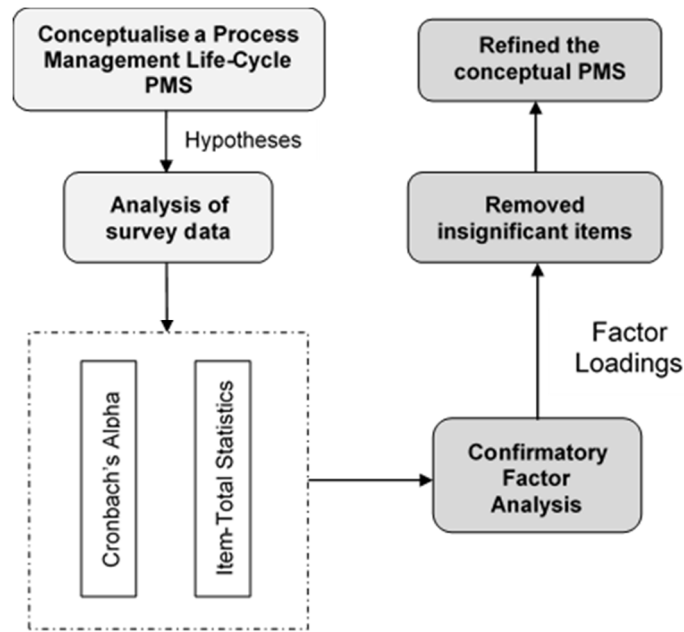 Conceptualise a Process
Management Life-Cycle
PMS
Hypotheses
Analysis of
survey data
Cronbach's Alpha
Item-Total Statistics
Confirmatory
Factor
Analysis
Factor
Loadings
Removed
insignificant items
Refined the
conceptual PMS